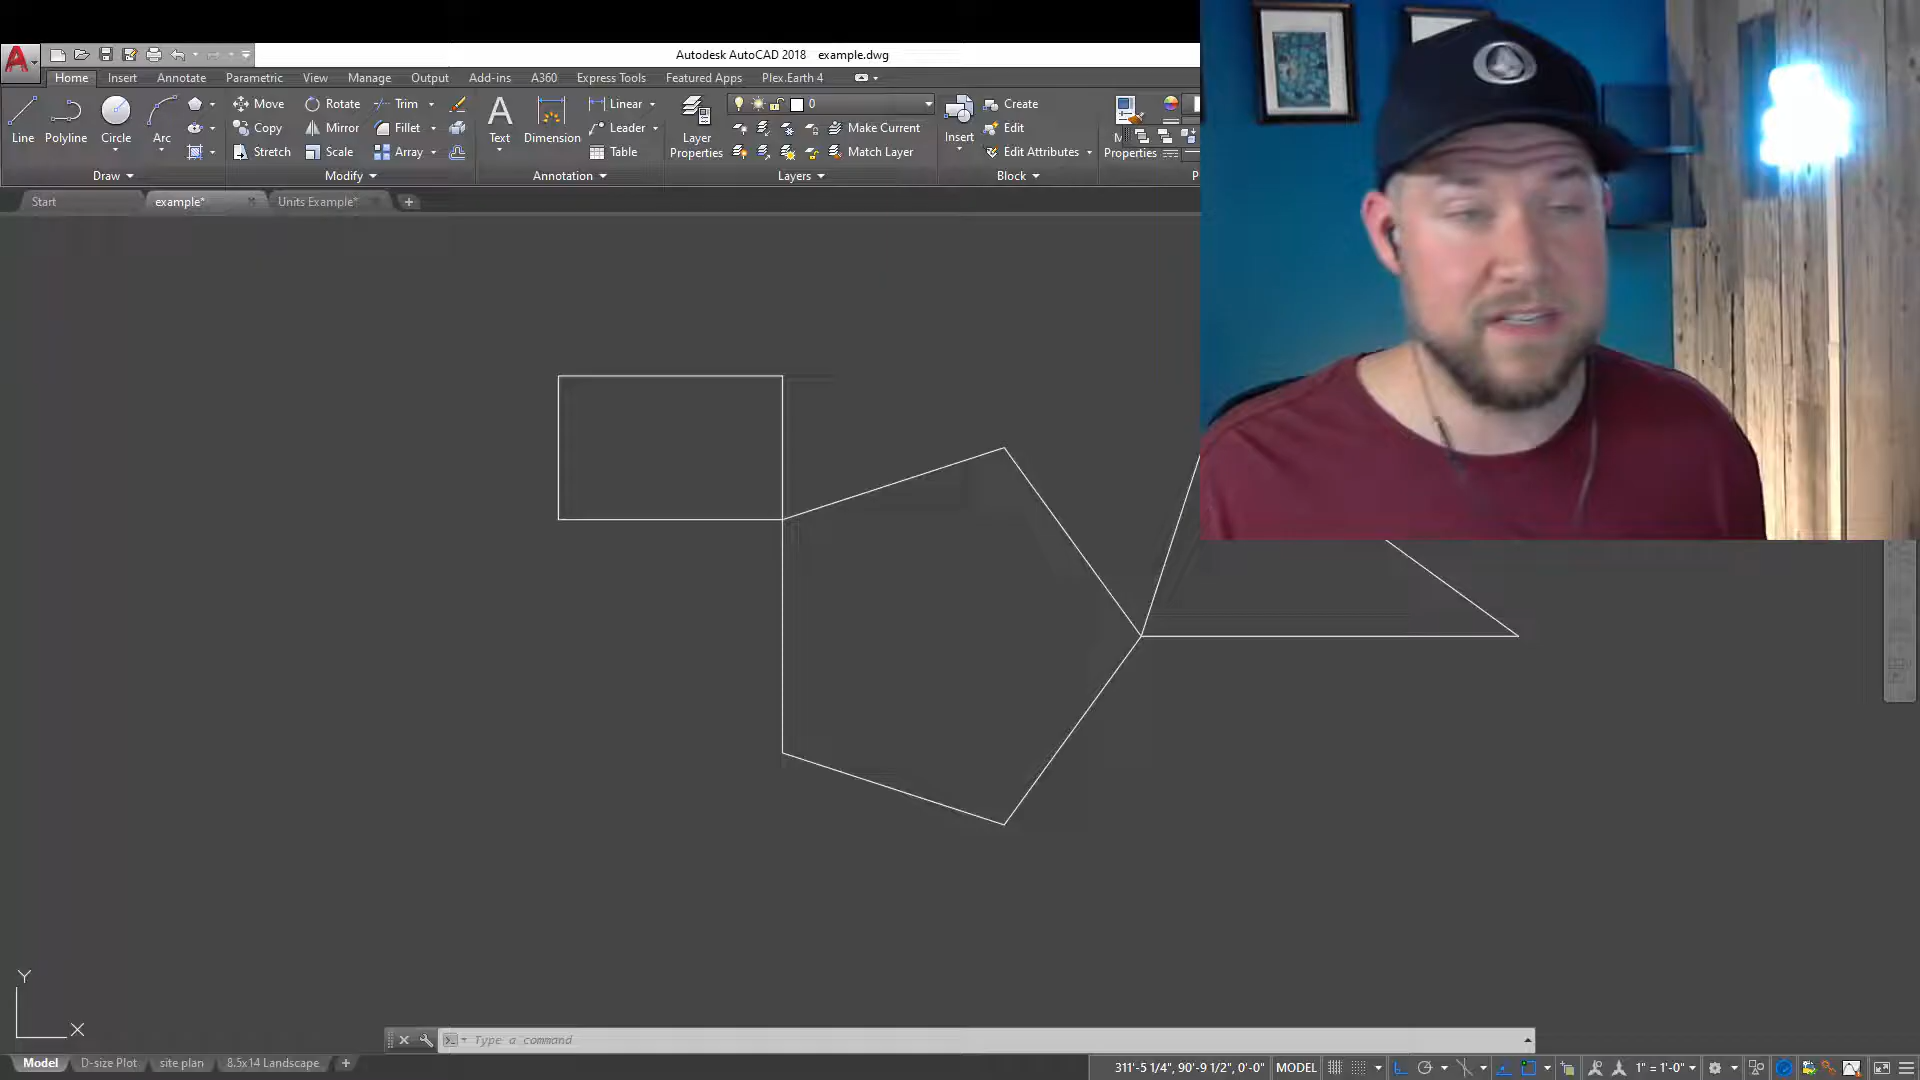 Autodesk AutoCAD 2018 example.dwg
Home Insert Annotate Parametric View Manage Output Add-ins A360 Express Tools Featured Apps Plex.Earth 4
Line Polyline Circle Arc
Move Rotate Trim
Copy Mirror Fillet
Stretch Scale Array
Text Dimension
Linear
Leader
Table
Layer Properties
0
Make Current
Match Layer
Insert
Create
Edit
Edit Attributes
Properties
Draw Modify Annotation Layers Block
Start example* Units Example*
Y
X
Type a command
Model D-size Plot site plan 8.5x14 Landscape
311'-5 1/4", 90'-9 1/2", 0'-0" MODEL 1" = 1'-0"